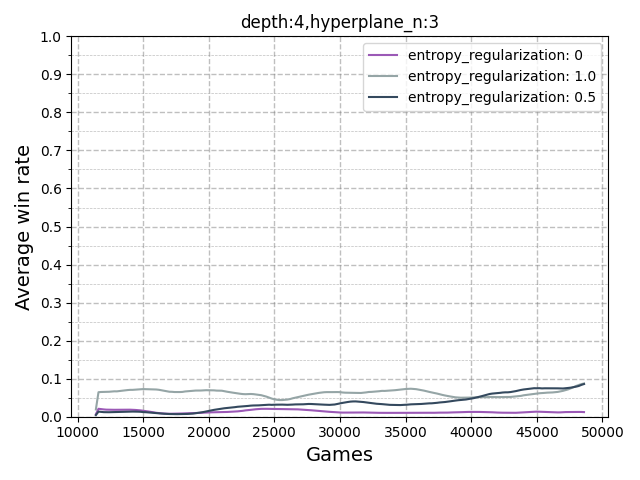 depth:4,hyperplane_n:3
entropy_regularization: 0
entropy_regularization: 1.0
entropy_regularization: 0.5
Average win rate
1.0
0.9
0.8
0.7
0.6
0.5
0.4
0.3
0.2
0.1
0.0
10000 15000 20000 25000 30000 35000 40000 45000 50000
Games